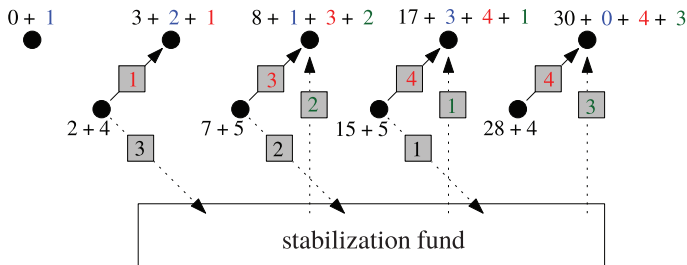 0 + 1 3 + 2 + 1 8 + 1 + 3 + 2 17 + 3 + 4 + 1 30 + 0 + 4 + 3
1 3 4 4
2 1 3
2 + 4 7 + 5 15 + 5 28 + 4
3 2 1
stabilization fund